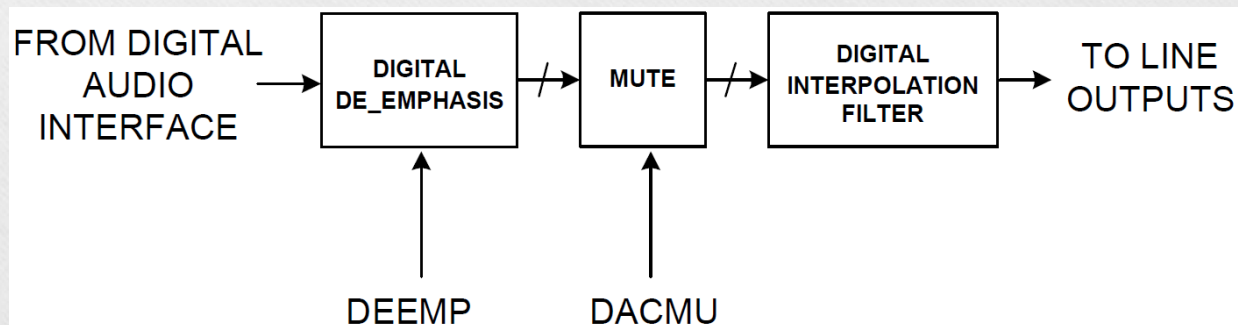 FROM DIGITAL
AUDIO
INTERFACE
DIGITAL
DE_EMPHASIS
MUTE
DIGITAL
INTERPOLATION
FILTER
TO LINE
OUTPUTS
DEEMP
DACMU